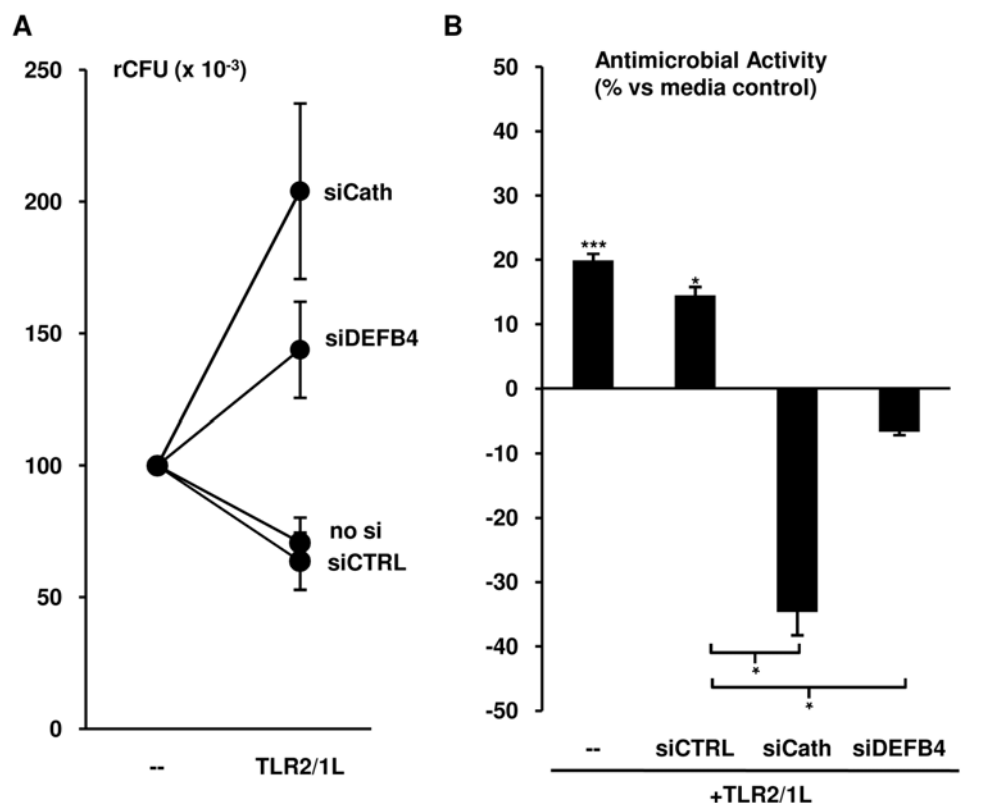 A
rCFU (x 10⁻³)
250
200
150
100
50
0
siCath
siDEFB4
no si
siCTRL
--
TLR2/1L
B
Antimicrobial Activity
(% vs media control)
50
40
30
20
10
0
-10
-20
-30
-40
-50
***
*
*
*
-- siCTRL siCath siDEFB4
+TLR2/1L